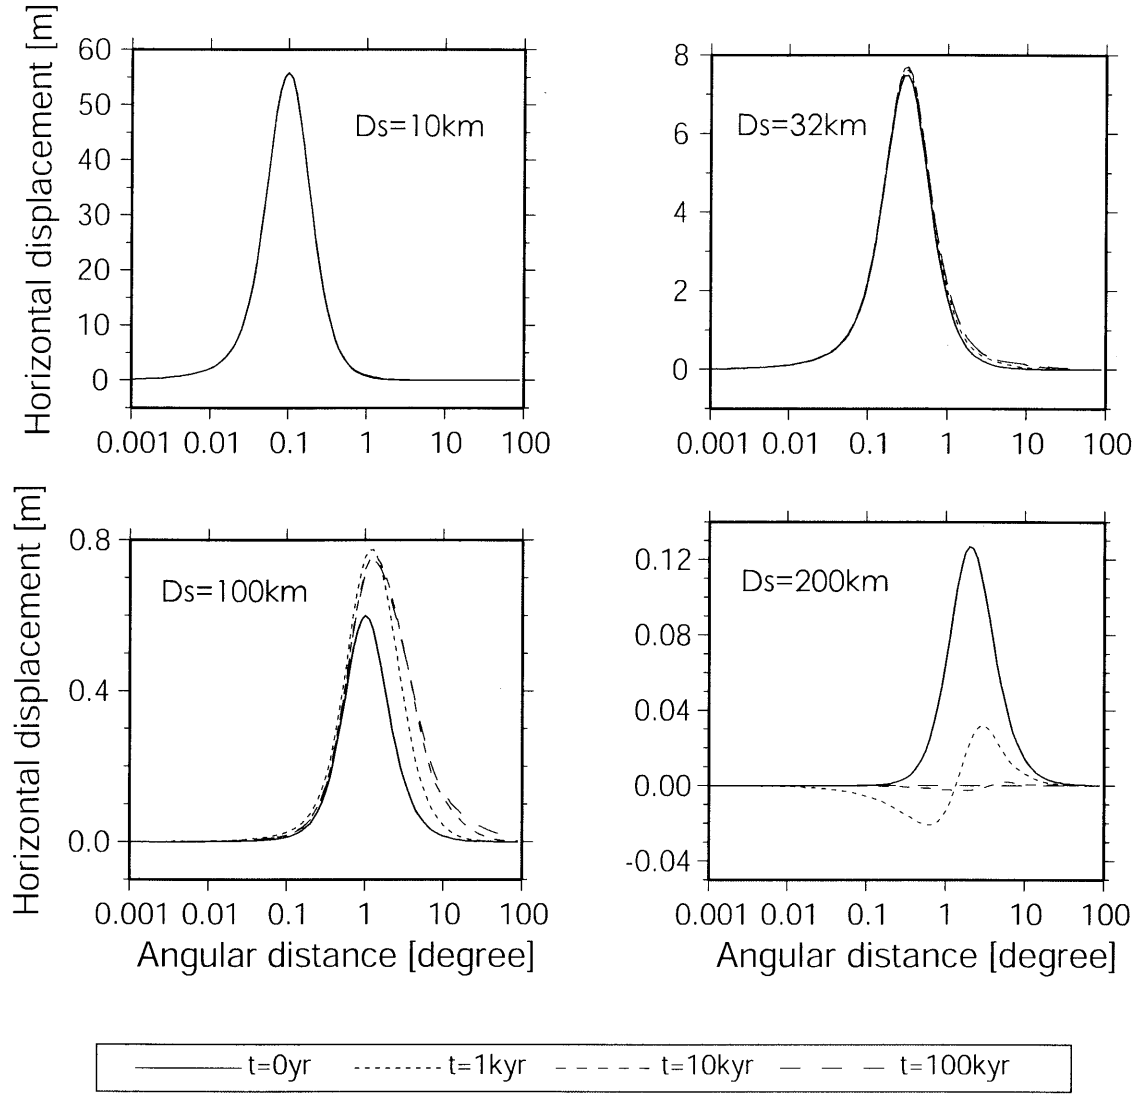 Horizontal displacement [m]
60
50
40
30
20
10
0
Ds=10km
0.001 0.01 0.1 1 10 100
8
6
4
2
0
Ds=32km
0.001 0.01 0.1 1 10 100
Horizontal displacement [m]
0.8
0.4
0.0
Ds=100km
0.001 0.01 0.1 1 10 100
Angular distance [degree]
0.12
0.08
0.04
0.00
-0.04
Ds=200km
0.001 0.01 0.1 1 10 100
Angular distance [degree]
t=0yr t=1kyr t=10kyr t=100kyr